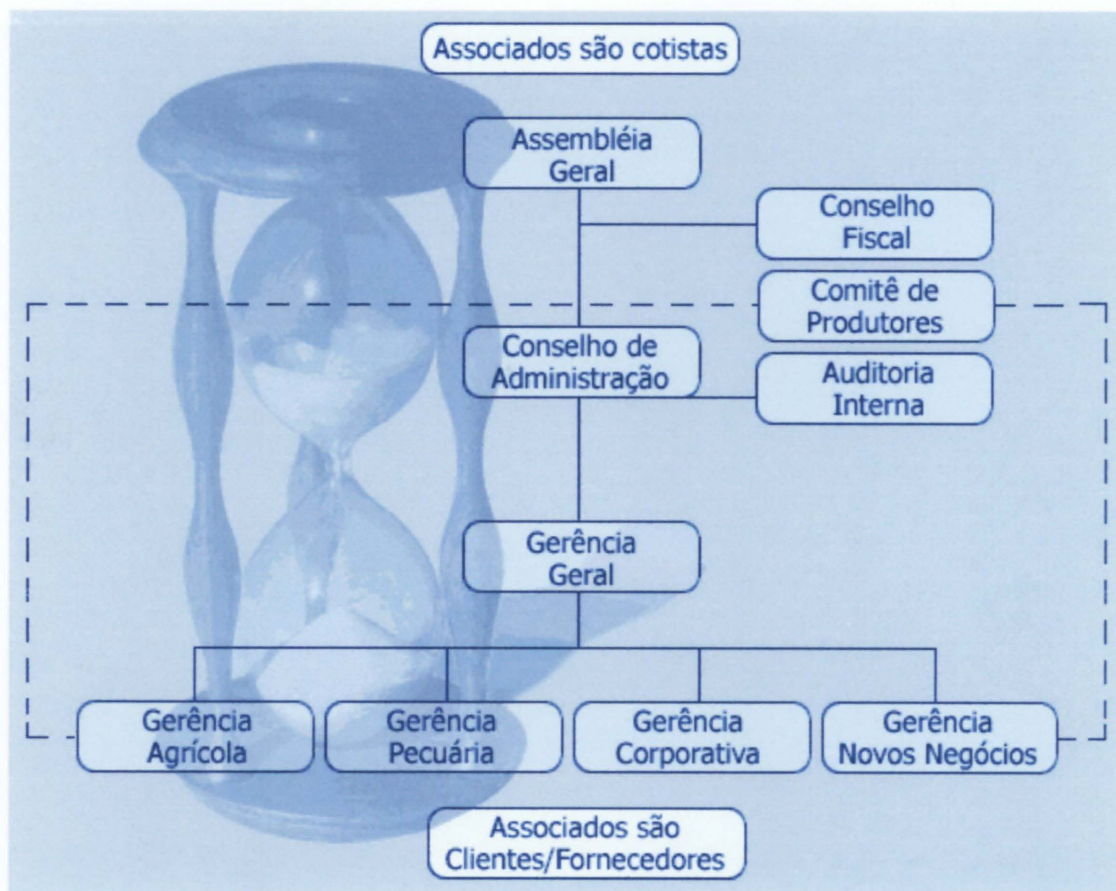 Associados são cotistas
Assembléia
Geral
Conselho
Fiscal
Comitê de
Produtores
Conselho de
Administração
Auditoria
Interna
Gerência
Geral
Gerência
Agrícola
Gerência
Pecuária
Gerência
Corporativa
Gerência
Novos Negócios
Associados são
Clientes/Fornecedores